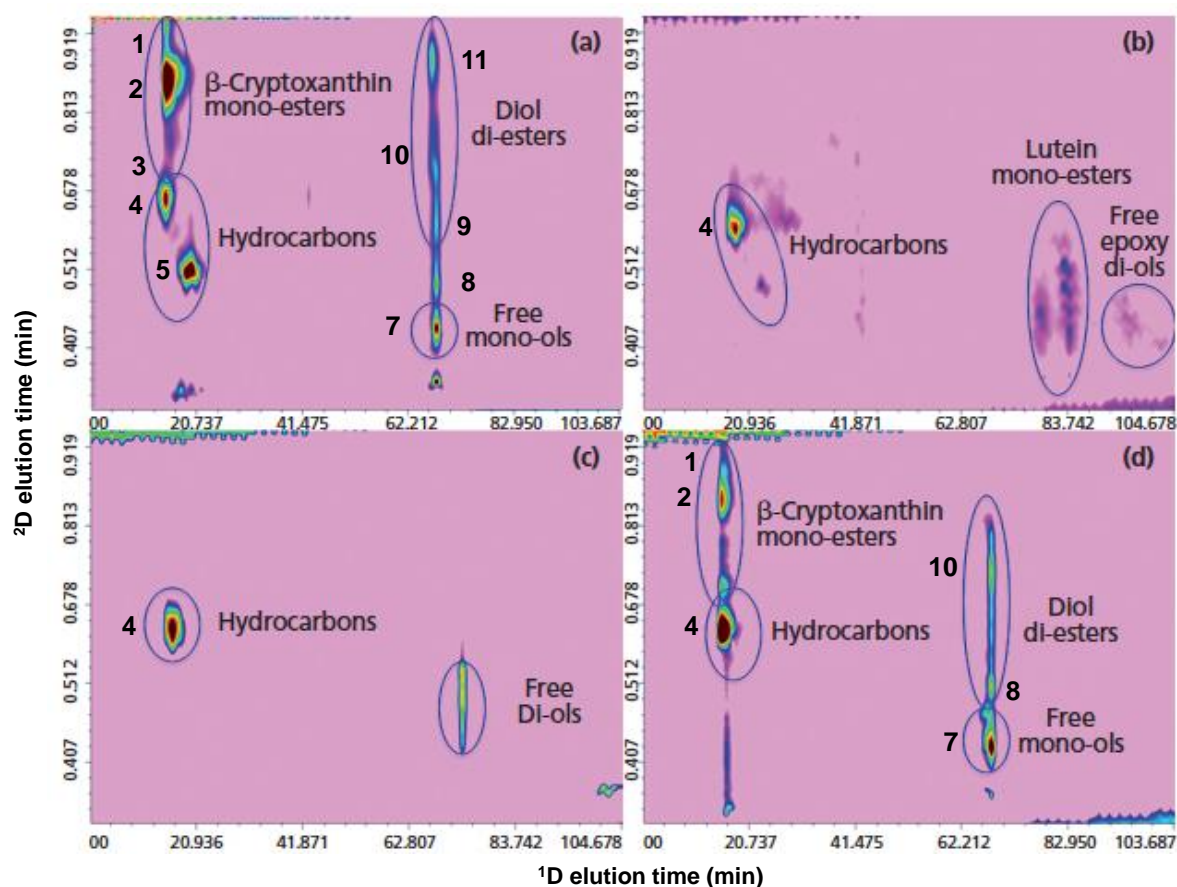 (a)
0.919
0.813
0.678
0.512
0.407
1
2
3
4
5
β-Cryptoxanthin
mono-esters
Hydrocarbons
11
10
9
8
7
Diol
di-esters
Free
mono-ols
00 20.737 41.475 62.212 82.950 103.687
(b)
0.919
0.813
0.678
0.512
0.407
4
Hydrocarbons
Lutein
mono-esters
Free
epoxy
di-ols
00 20.936 41.871 62.807 83.742 104.678
(c)
0.919
0.813
0.678
0.512
0.407
4
Hydrocarbons
Free
Di-ols
00 20.936 41.871 62.807 83.742 104.678
(d)
0.919
0.813
0.678
0.512
0.407
1
2
4
β-Cryptoxanthin
mono-esters
Hydrocarbons
10
8
7
Diol
di-esters
Free
mono-ols
00 20.737 41.475 62.212 82.950 103.687
²D elution time (min)
¹D elution time (min)